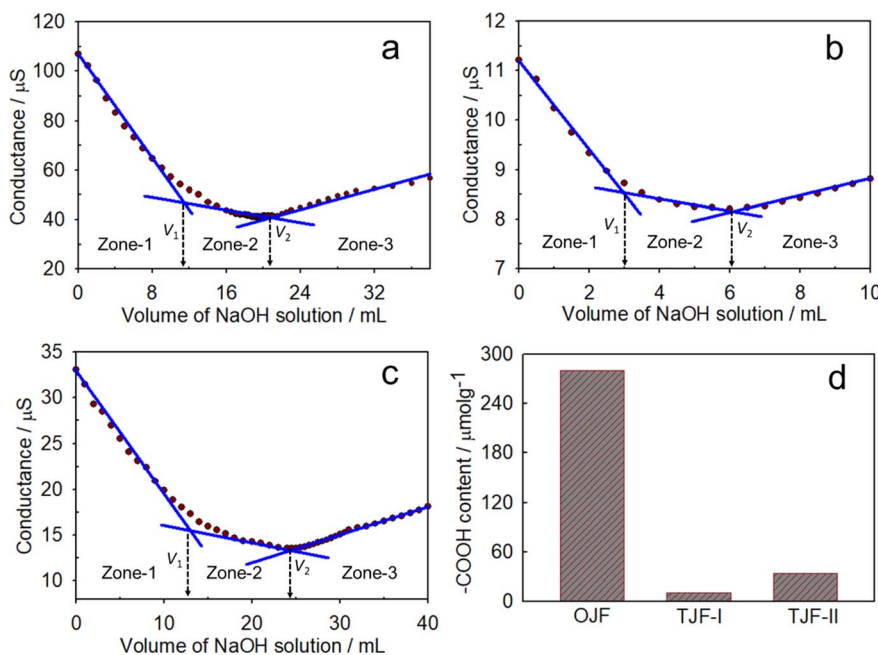 a
Conductance / μS
120
100
80
60
40
20
Zone-1
V1
Zone-2
V2
Zone-3
0
8
16
24
32
Volume of NaOH solution / mL
b
Conductance / μS
12
11
10
9
8
7
Zone-1
V1
Zone-2
V2
Zone-3
0
2
4
6
8
10
Volume of NaOH solution / mL
c
Conductance / μS
35
30
25
20
15
10
Zone-1
V1
Zone-2
V2
Zone-3
0
10
20
30
40
Volume of NaOH solution / mL
d
-COOH content / μmolg-1
300
240
180
120
60
0
OJF
TJF-I
TJF-II